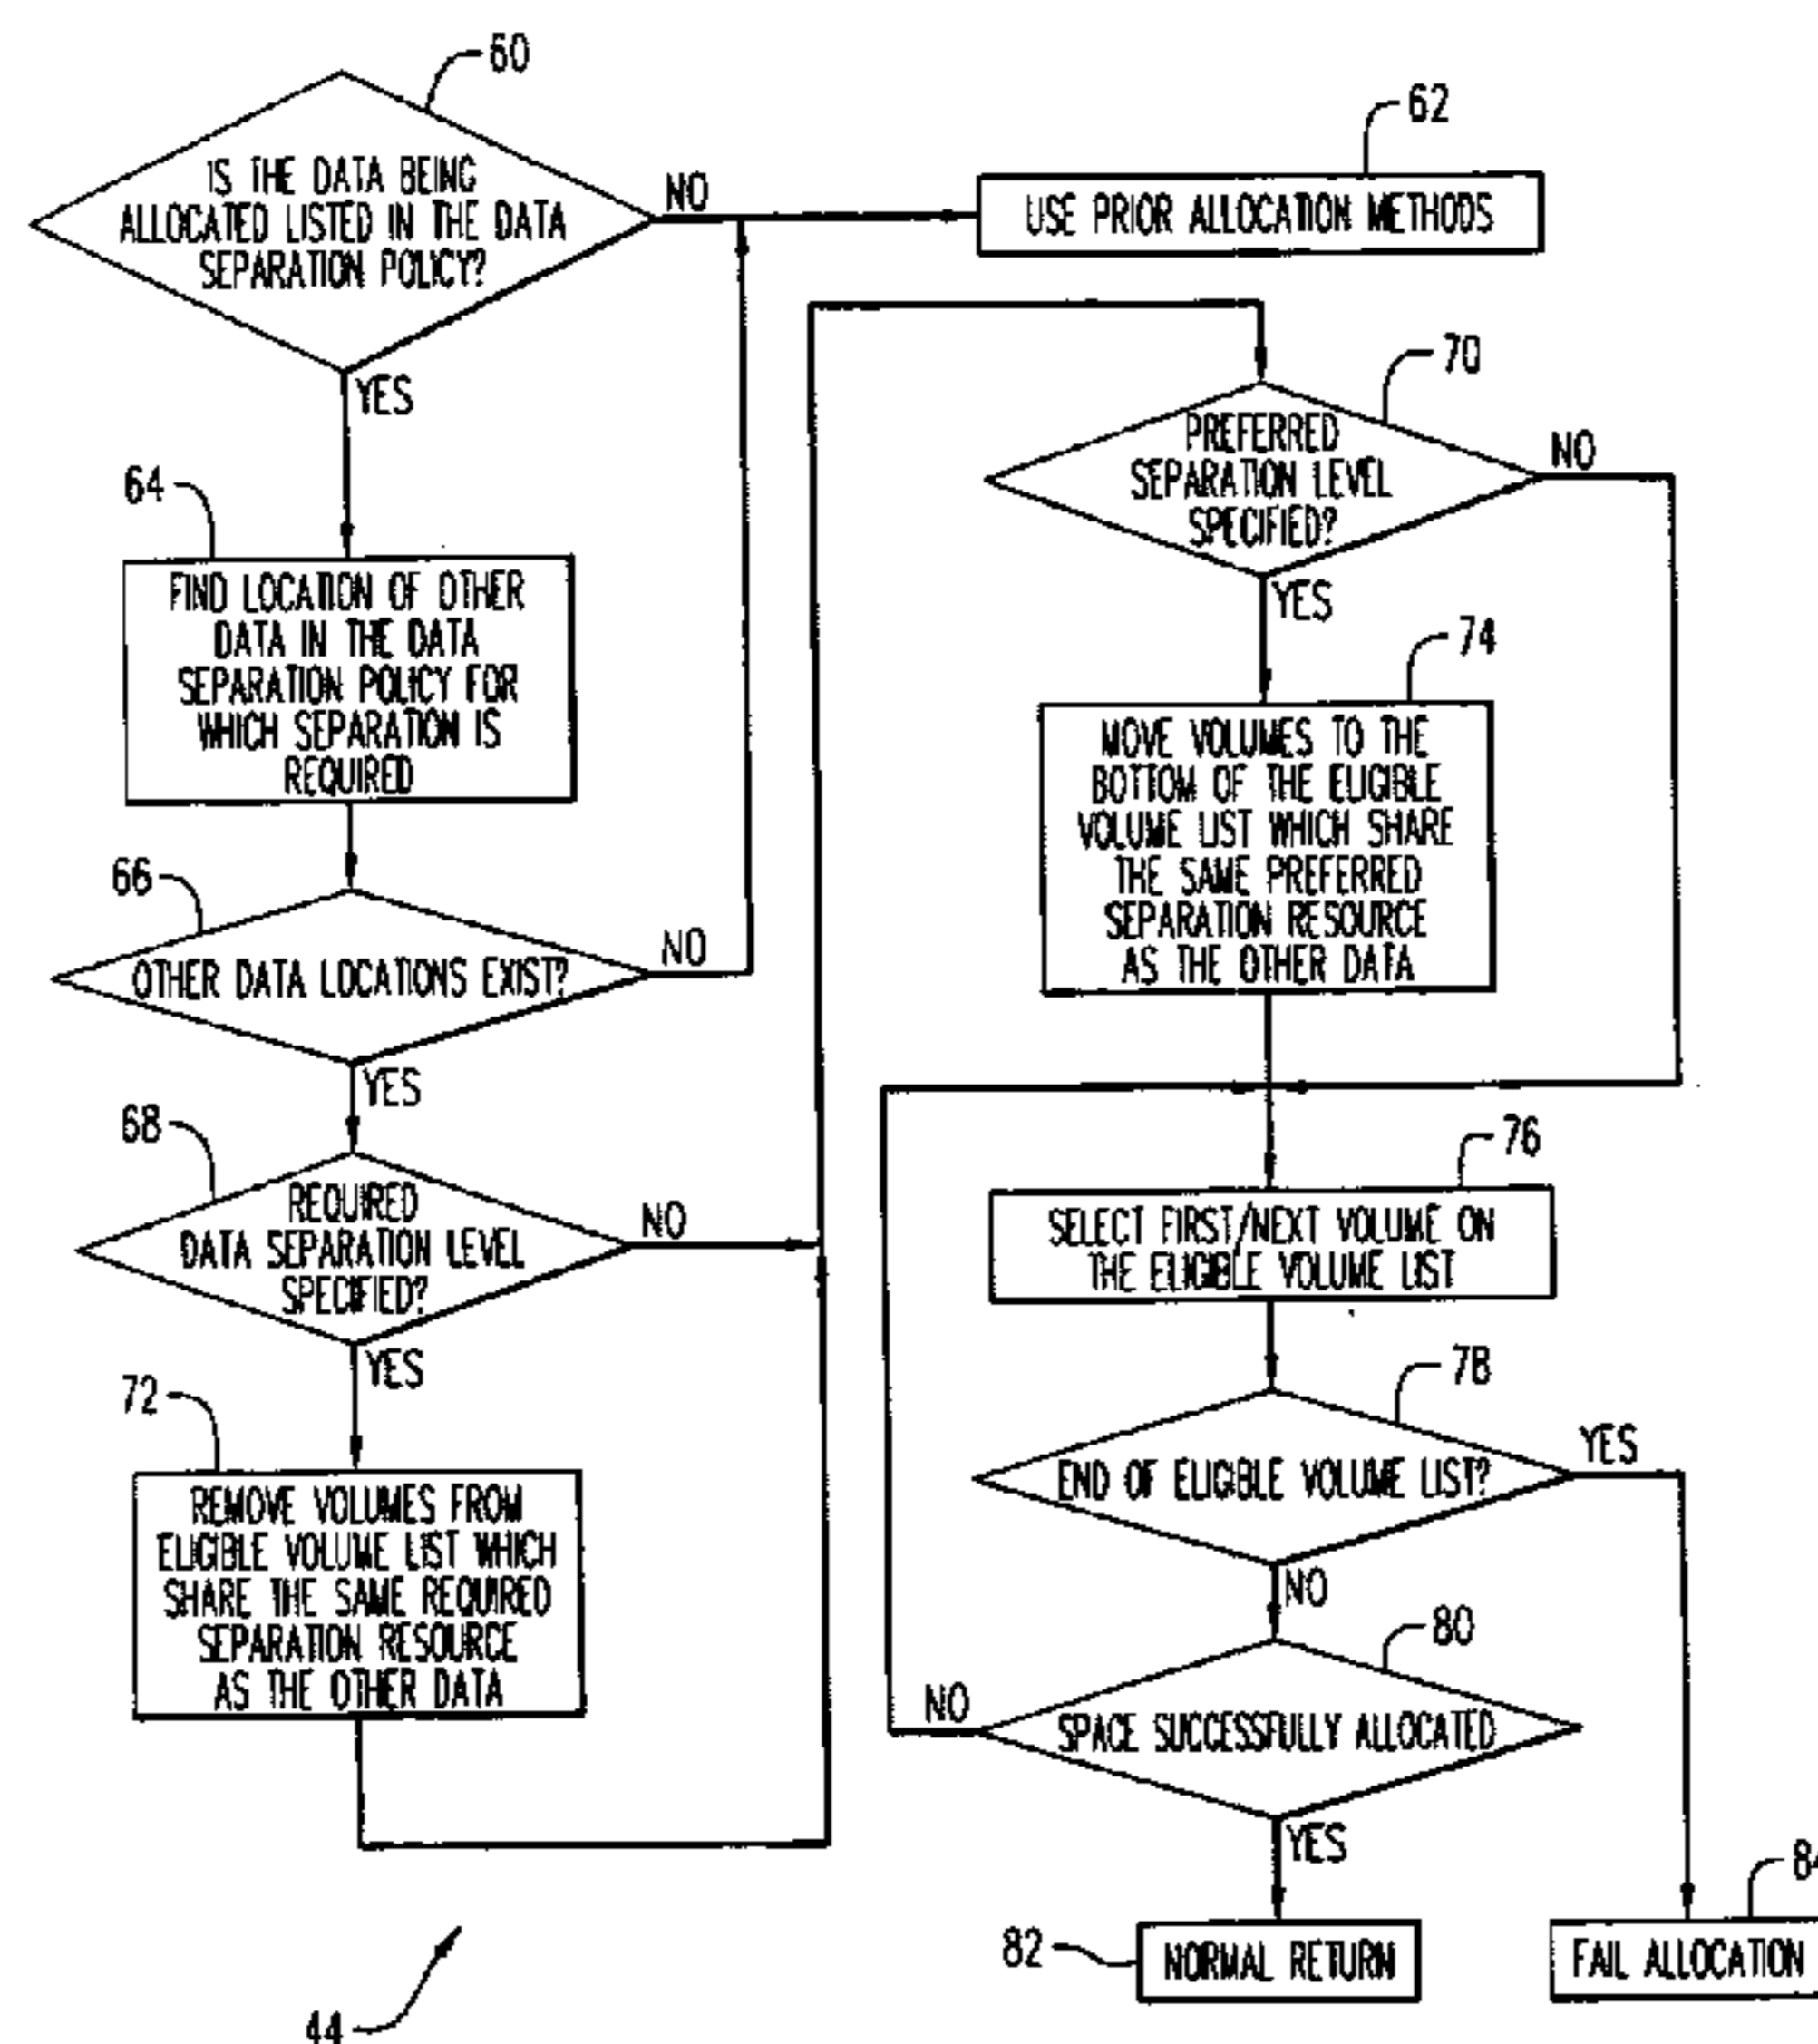 60
IS THE DATA BEING
ALLOCATED LISTED IN THE DATA
SEPARATION POLICY?
NO
YES
62
USE PRIOR ALLOCATION METHODS
64
FIND LOCATION OF OTHER
DATA IN THE DATA
SEPARATION POLICY FOR
WHICH SEPARATION IS
REQUIRED
66
OTHER DATA LOCATIONS EXIST?
NO
YES
68
REQUIRED
DATA SEPARATION LEVEL
SPECIFIED?
NO
YES
72
REMOVE VOLUMES FROM
ELIGIBLE VOLUME LIST WHICH
SHARE THE SAME REQUIRED
SEPARATION RESOURCE
AS THE OTHER DATA
70
PREFERRED
SEPARATION LEVEL
SPECIFIED?
NO
YES
74
MOVE VOLUMES TO THE
BOTTOM OF THE ELIGIBLE
VOLUME LIST WHICH SHARE
THE SAME PREFERRED
SEPARATION RESOURCE
AS THE OTHER DATA
76
SELECT FIRST/NEXT VOLUME ON
THE ELIGIBLE VOLUME LIST
78
END OF ELIGIBLE VOLUME LIST?
YES
NO
80
SPACE SUCCESSFULLY ALLOCATED
NO
YES
82
NORMAL RETURN
84
FAIL ALLOCATION
44